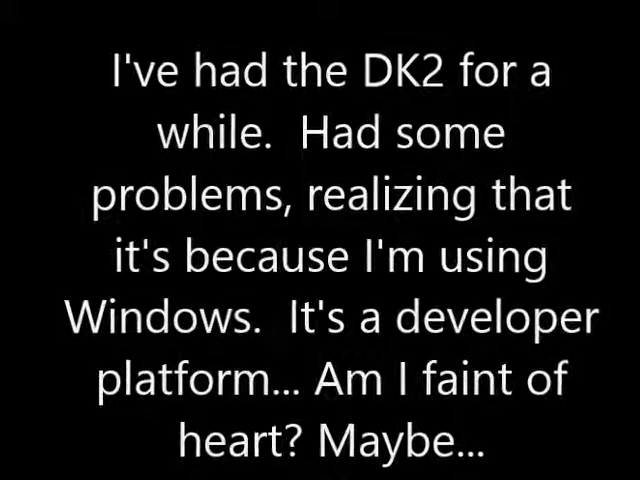 I've had the DK2 for a
while.  Had some
problems, realizing that
it's because I'm using
Windows.  It's a developer
platform... Am I faint of
heart? Maybe...